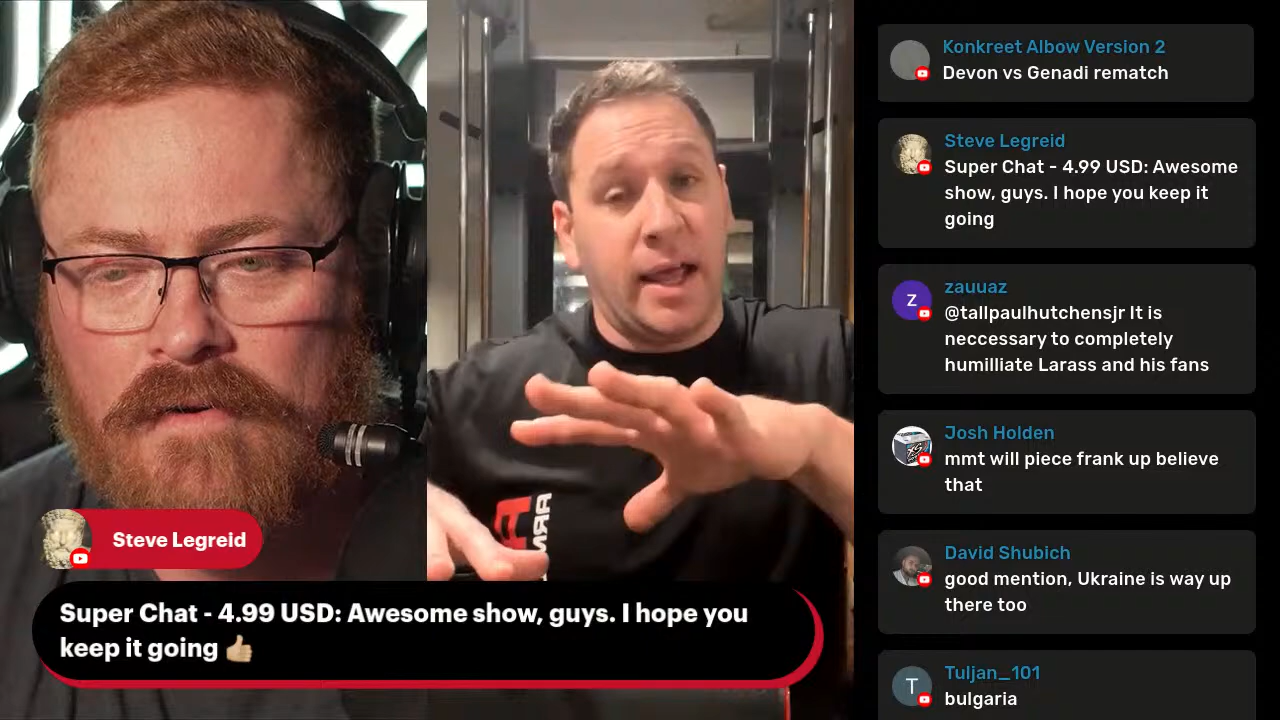 Konkreet Albow Version 2
Devon vs Genadi rematch
Steve Legreid
Super Chat - 4.99 USD: Awesome
show, guys. I hope you keep it
going
Z
zauuaz
@tallpaulhutchensjr It is
neccessary to completely
humilliate Larass and his fans
Josh Holden
mmt will piece frank up believe
that
David Shubich
good mention, Ukraine is way up
there too
T
Tuljan_101
bulgaria
Steve Legreid
Super Chat - 4.99 USD: Awesome show, guys. I hope you
keep it going 👍🏼